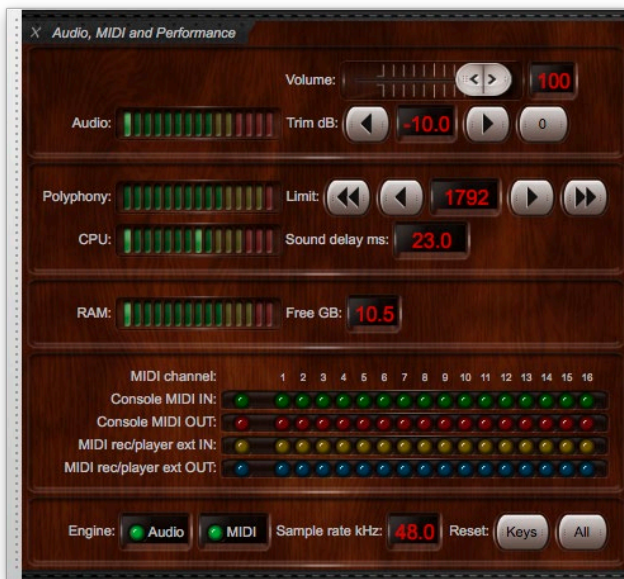 X Audio, MIDI and Performance
Volume: 100
Audio: Trim dB: -10.0 0
Polyphony: Limit: 1792
CPU: Sound delay ms: 23.0
RAM: Free GB: 10.5
MIDI channel: 1 2 3 4 5 6 7 8 9 10 11 12 13 14 15 16
Console MIDI IN:
Console MIDI OUT:
MIDI rec/player ext IN:
MIDI rec/player ext OUT:
Engine: Audio MIDI Sample rate kHz: 48.0 Reset: Keys All